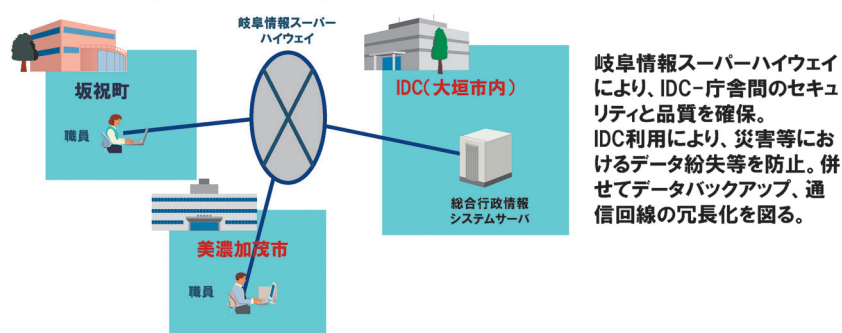 岐阜情報スーパー
ハイウェイ
坂祝町
職員
IDC(大垣市内)
総合行政情報
システムサーバ
美濃加茂市
職員
岐阜情報スーパーハイウェイ
により、IDC-庁舎間のセキュ
リティと品質を確保。
IDC利用により、災害等にお
けるデータ紛失等を防止。併
せてデータバックアップ、通
信回線の冗長化を図る。